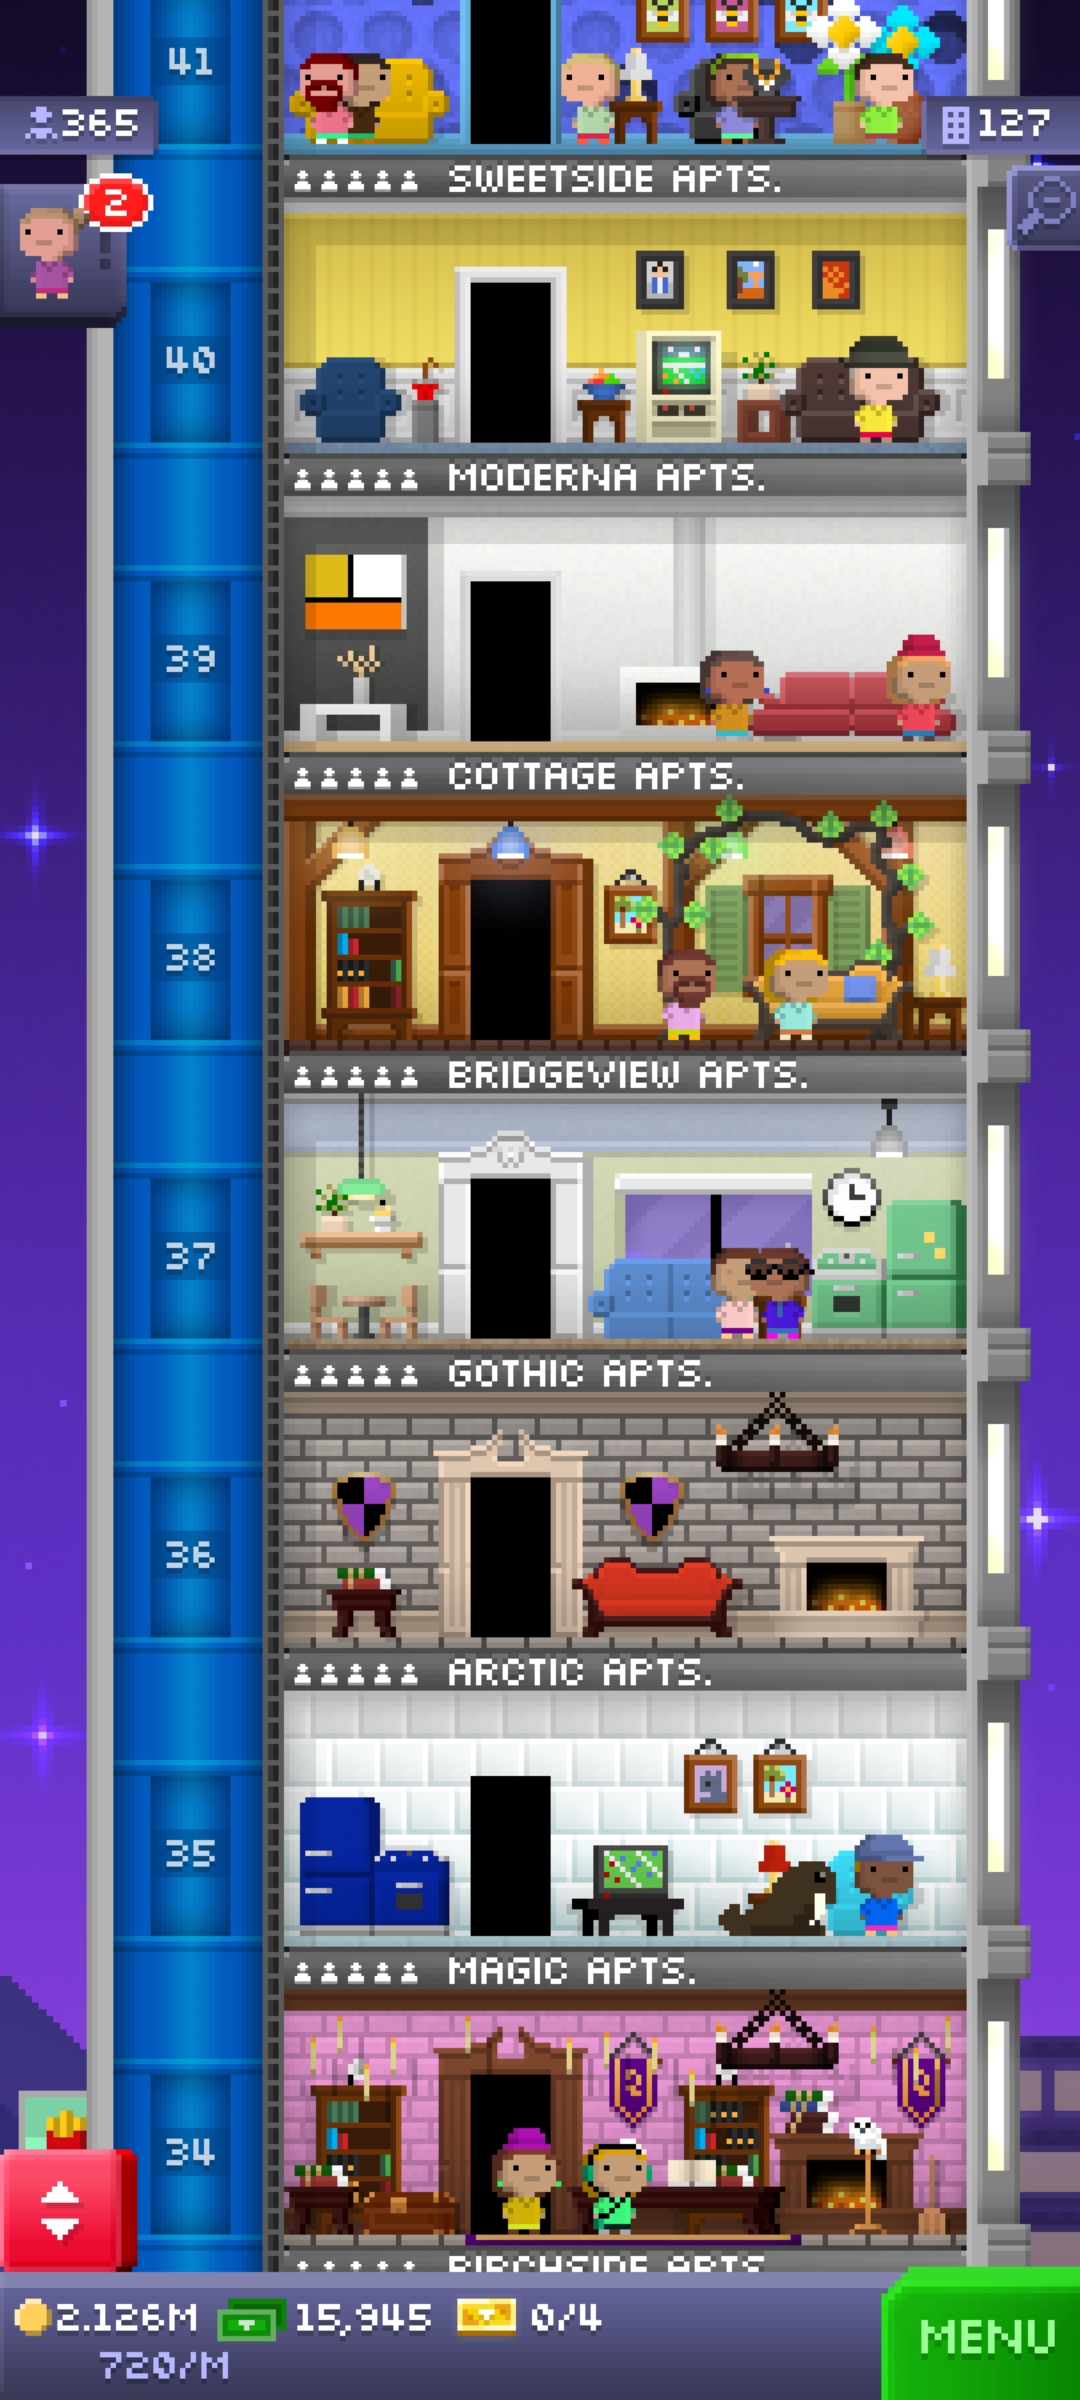 41
365
127
SWEETSIDE APTS.
2
40
MODERNA APTS.
39
COTTAGE APTS.
38
BRIDGEVIEW APTS.
37
GOTHIC APTS.
36
ARCTIC APTS.
35
MAGIC APTS.
34
BIRCHSIDE APTS.
2.126M 15,945 0/4
720/M
MENU